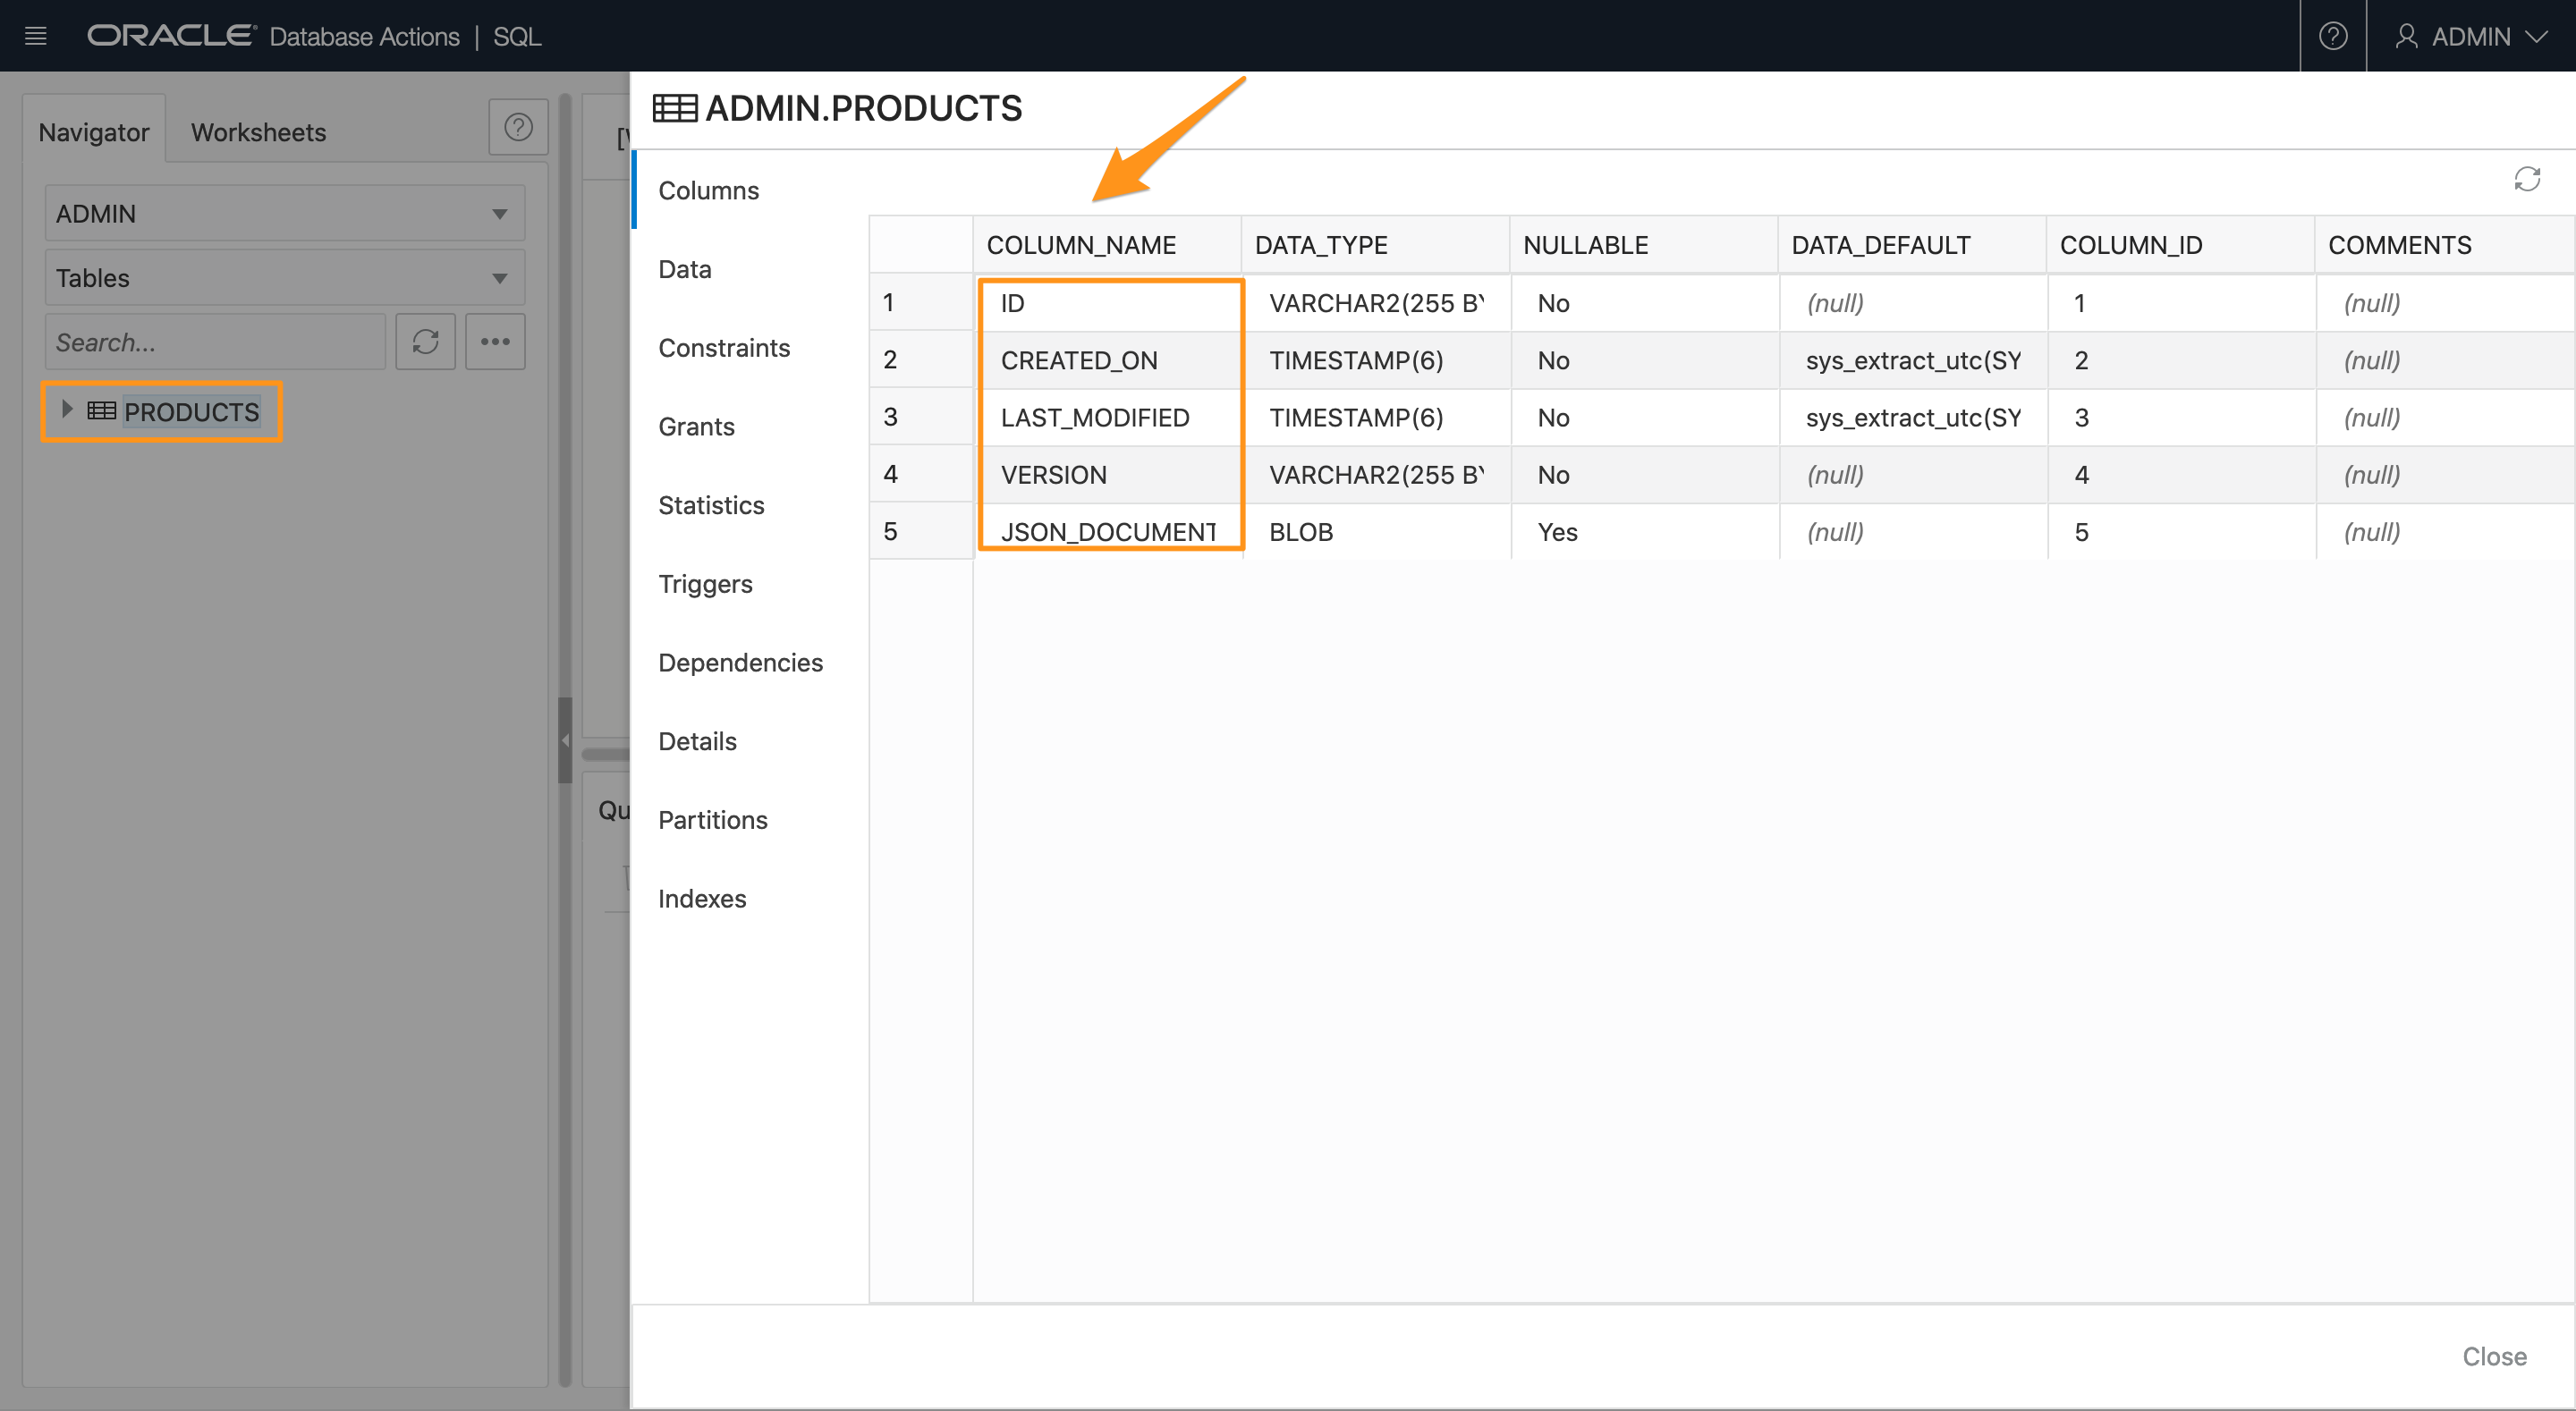 ORACLE Database Actions | SQL
ADMIN
Navigator
Worksheets
ADMIN
Tables
Search...
PRODUCTS
Qu
ADMIN.PRODUCTS
Columns
Data
Constraints
Grants
Statistics
Triggers
Dependencies
Details
Partitions
Indexes
COLUMN_NAME DATA_TYPE NULLABLE DATA_DEFAULT COLUMN_ID COMMENTS
1 ID VARCHAR2(255 BY No (null) 1 (null)
2 CREATED_ON TIMESTAMP(6) No sys_extract_utc(SY 2 (null)
3 LAST_MODIFIED TIMESTAMP(6) No sys_extract_utc(SY 3 (null)
4 VERSION VARCHAR2(255 BY No (null) 4 (null)
5 JSON_DOCUMENT BLOB Yes (null) 5 (null)
Close